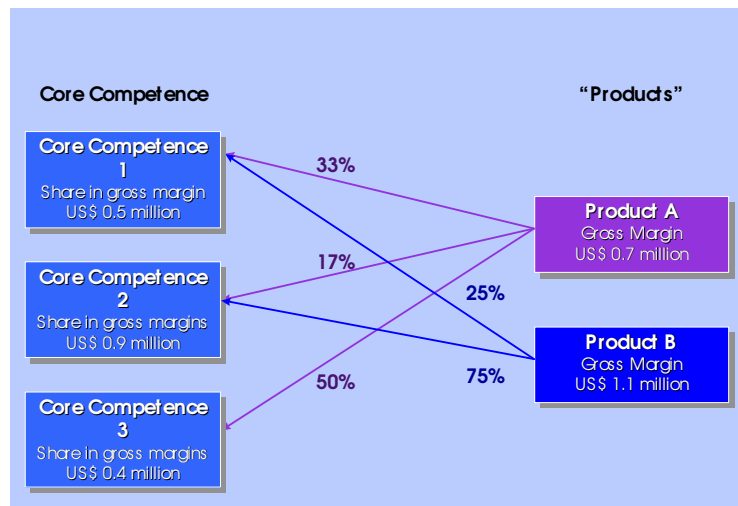 Core Competence
"Products"
Core Competence
1
Share in gross margin
US$ 0.5 million
33%
Product A
Gross Margin
US$ 0.7 million
17%
Core Competence
2
Share in gross margins
US$ 0.9 million
25%
Product B
Gross Margin
US$ 1.1 million
75%
50%
Core Competence
3
Share in gross margins
US$ 0.4 million